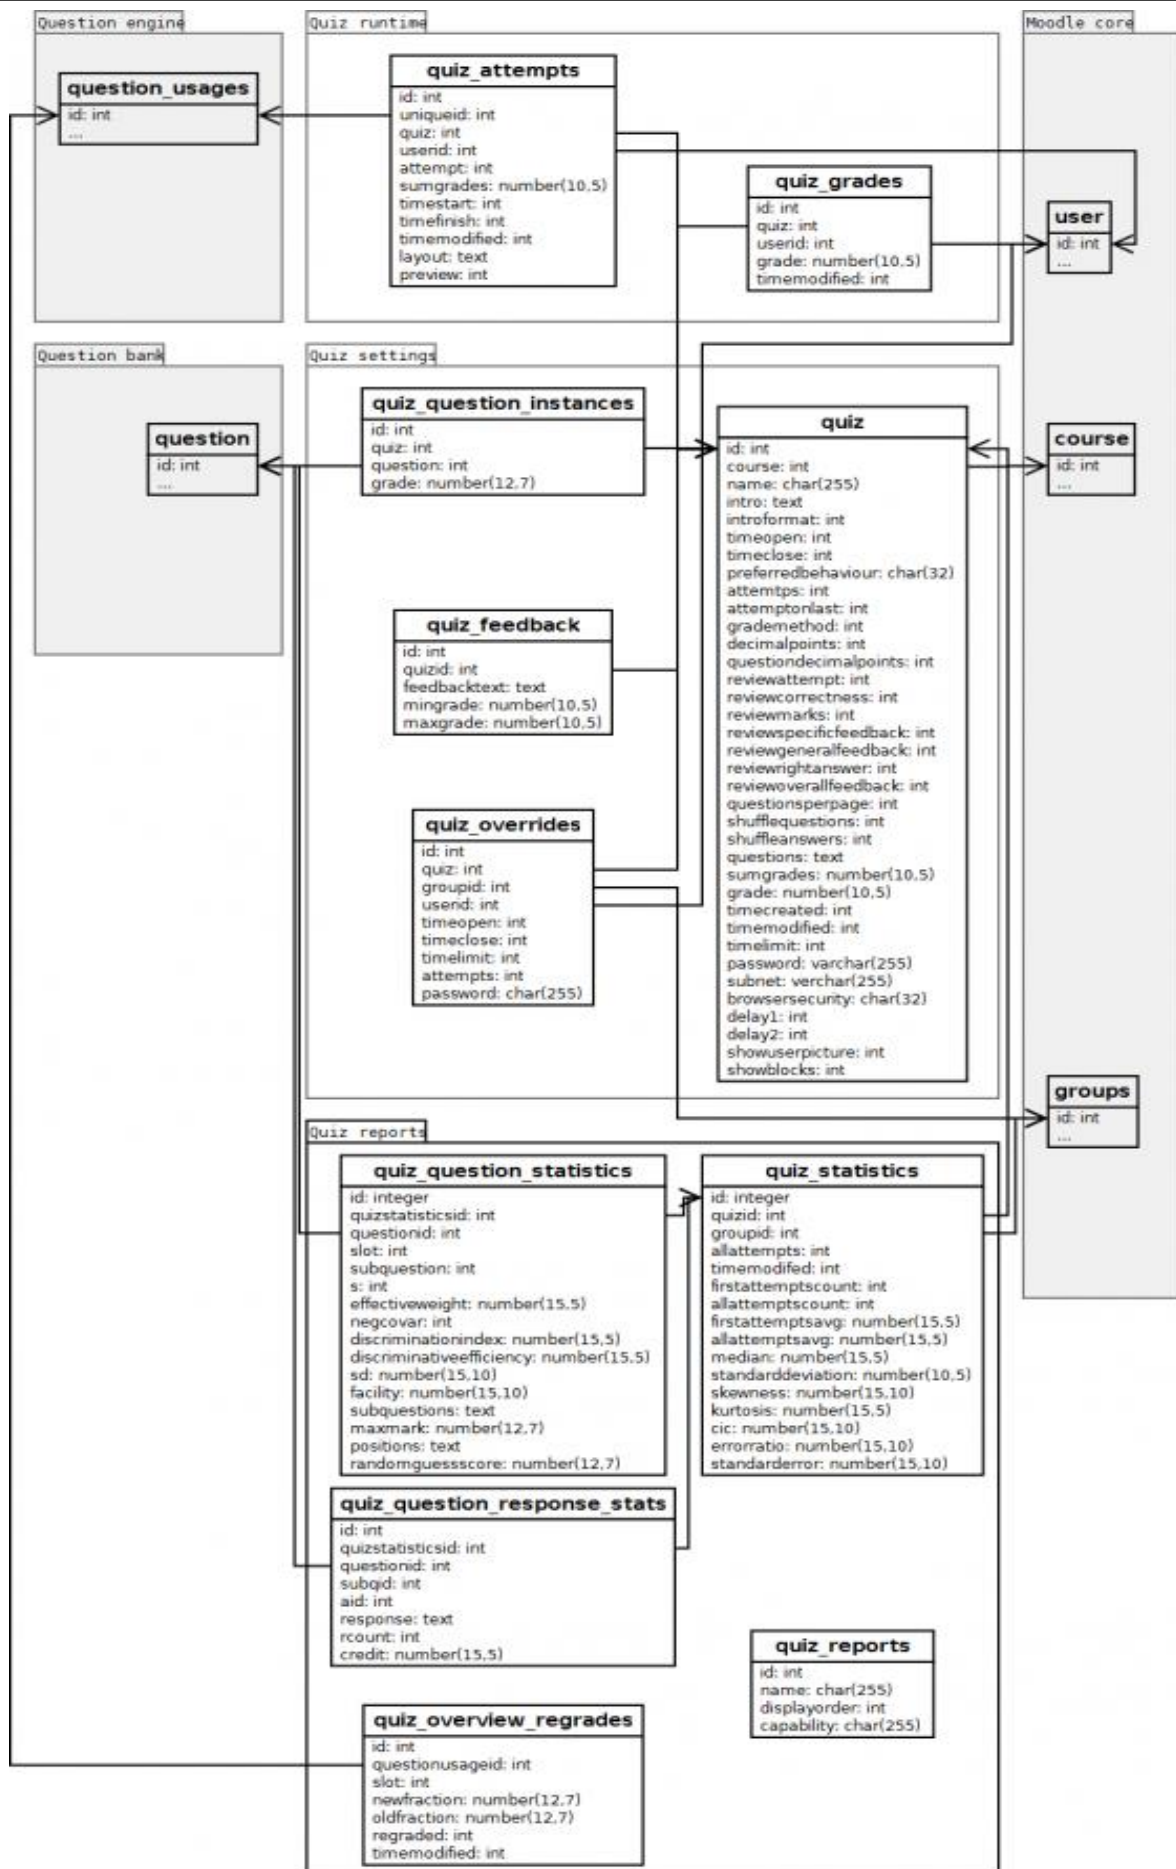 Question engine
question_usages
id: int
...
Quiz runtime
quiz_attempts
id: int
uniqueid: int
quiz: int
userid: int
attempt: int
sumgrades: number(10,5)
timestart: int
timefinish: int
timemodified: int
layout: text
preview: int
quiz_grades
id: int
quiz: int
userid: int
grade: number(10,5)
timemodified: int
Moodle core
user
id: int
...
course
id: int
...
groups
id: int
...
Question bank
question
id: int
...
Quiz settings
quiz_question_instances
id: int
quiz: int
question: int
grade: number(12,7)
quiz_feedback
id: int
quizid: int
feedbacktext: text
mingrade: number(10,5)
maxgrade: number(10,5)
quiz_overrides
id: int
quiz: int
groupid: int
userid: int
timeopen: int
timeclose: int
timelimit: int
attempts: int
password: char(255)
quiz
id: int
course: int
name: char(255)
intro: text
introformat: int
timeopen: int
timeclose: int
preferredbehaviour: char(32)
attemtps: int
attemptonlast: int
grademethod: int
decimalpoints: int
questiondecimalpoints: int
reviewattempt: int
reviewcorrectness: int
reviewmarks: int
reviewspecificfeedback: int
reviewgeneralfeedback: int
reviewrightanswer: int
reviewoverallfeedback: int
questionsperpage: int
shufflequestions: int
shuffleanswers: int
questions: text
sumgrades: number(10,5)
grade: number(10,5)
timecreated: int
timemodified: int
timelimit: int
password: varchar(255)
subnet: verchar(255)
browsersecurity: char(32)
delay1: int
delay2: int
showuserpicture: int
showblocks: int
Quiz reports
quiz_question_statistics
id: integer
quizstatisticsid: int
questionid: int
slot: int
subquestion: int
s: int
effectiveweight: number(15,5)
negcovar: int
discriminationindex: number(15,5)
discriminativeefficiency: number(15,5)
sd: number(15,10)
facility: number(15,10)
subquestions: text
maxmark: number(12,7)
positions: text
randomguessscore: number(12,7)
quiz_statistics
id: integer
quizid: int
groupid: int
allattempts: int
timemodifed: int
firstattemptscount: int
allattemptscount: int
firstattemptsavg: number(15,5)
allattemptsavg: number(15,5)
median: number(15,5)
standarddeviation: number(10,5)
skewness: number(15,10)
kurtosis: number(15,5)
cic: number(15,10)
errorratio: number(15,10)
standarderror: number(15,10)
quiz_question_response_stats
id: int
quizstatisticsid: int
questionid: int
subqid: int
aid: int
response: text
rcount: int
credit: number(15,5)
quiz_reports
id: int
name: char(255)
displayorder: int
capability: char(255)
quiz_overview_regrades
id: int
questionusageid: int
slot: int
newfraction: number(12,7)
oldfraction: number(12,7)
regraded: int
timemodified: int